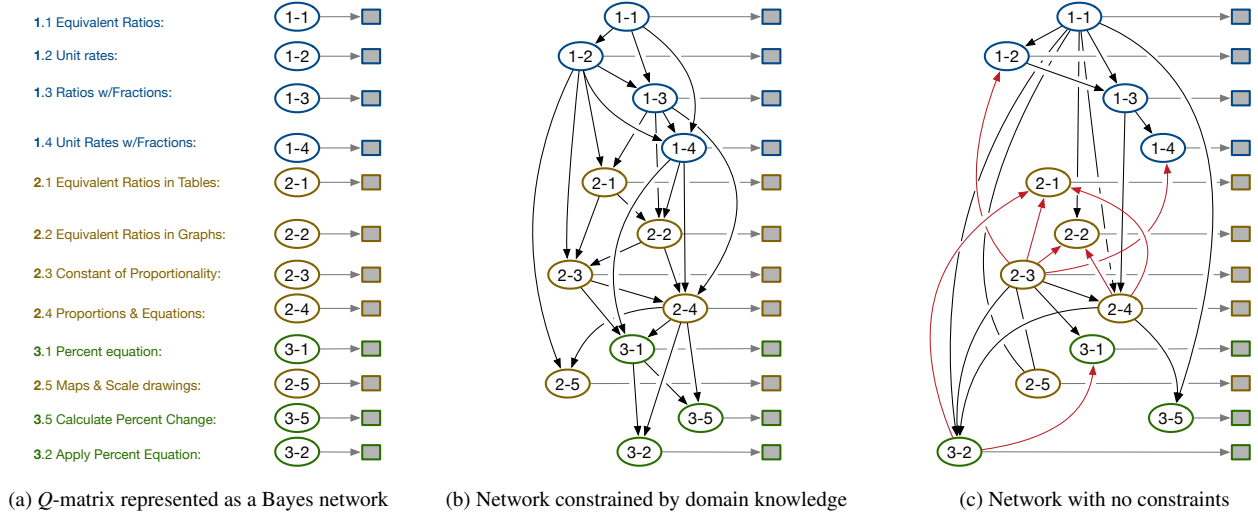 1.1 Equivalent Ratios:
1.2 Unit rates:
1.3 Ratios w/Fractions:
1.4 Unit Rates w/Fractions:
2.1 Equivalent Ratios in Tables:
2.2 Equivalent Ratios in Graphs:
2.3 Constant of Proportionality:
2.4 Proportions & Equations:
3.1 Percent equation:
2.5 Maps & Scale drawings:
3.5 Calculate Percent Change:
3.2 Apply Percent Equation:
1-1
1-2
1-3
1-4
2-1
2-2
2-3
2-4
3-1
2-5
3-5
3-2
(a) Q-matrix represented as a Bayes network
1-1
1-2
1-3
1-4
2-1
2-2
2-3
2-4
3-1
2-5
3-5
3-2
(b) Network constrained by domain knowledge
1-1
1-2
1-3
1-4
2-1
2-2
2-3
2-4
3-1
2-5
3-5
3-2
(c) Network with no constraints